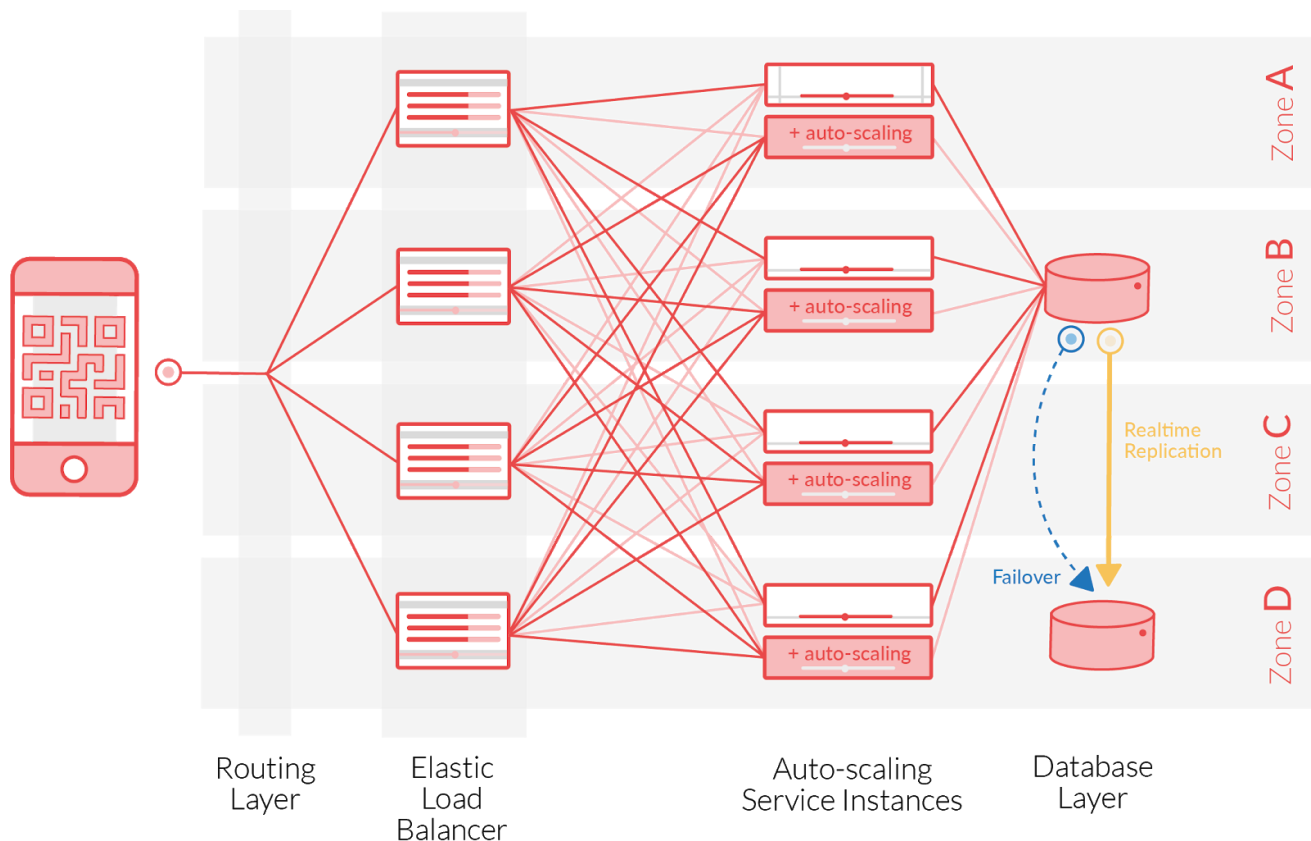 Zone A
+ auto-scaling
Zone B
+ auto-scaling
Zone C
+ auto-scaling
Realtime
Replication
Failover
Zone D
+ auto-scaling
Routing
Layer
Elastic
Load
Balancer
Auto-scaling
Service Instances
Database
Layer